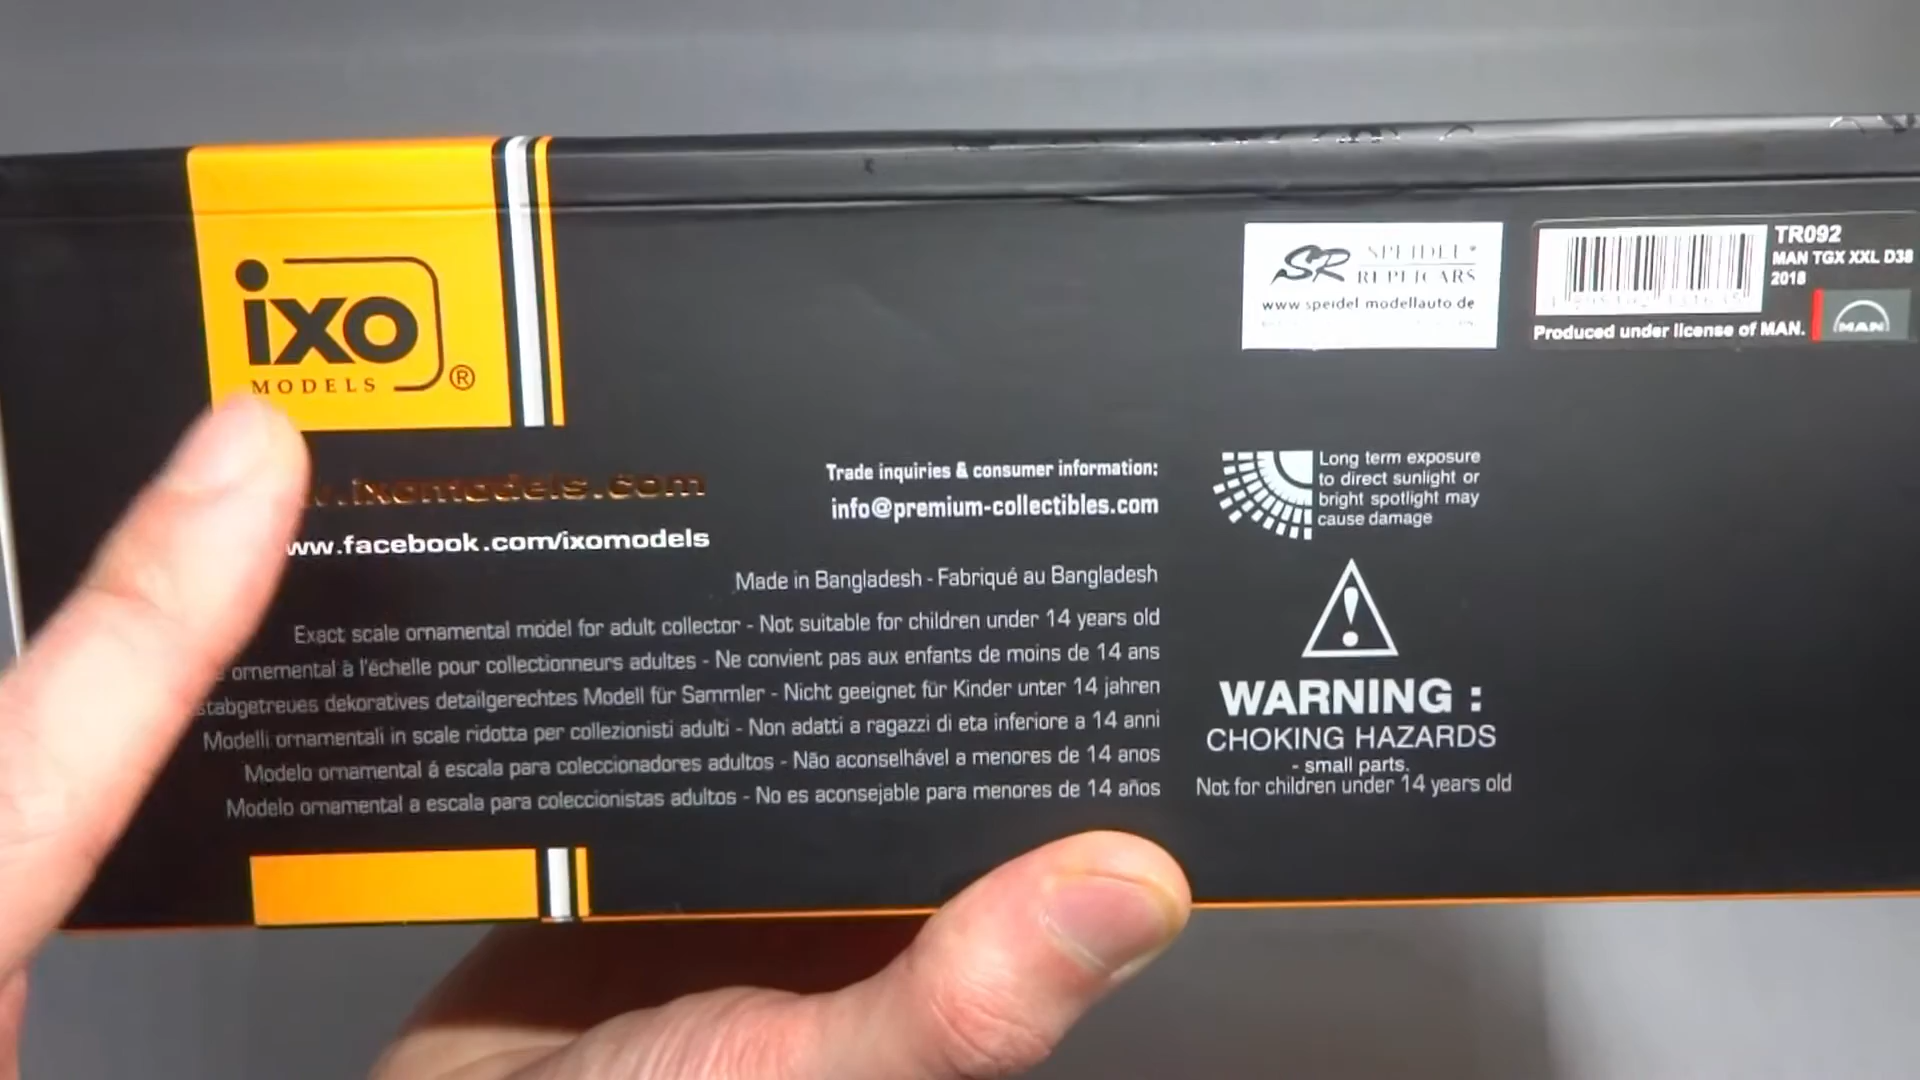 ixo
MODELS ®
.ixomodels.com
ww.facebook.com/ixomodels
Trade inquiries & consumer information:
info@premium-collectibles.com
Made in Bangladesh - Fabriqué au Bangladesh
Exact scale ornamental model for adult collector - Not suitable for children under 14 years old
ornemental à l'échelle pour collectionneurs adultes - Ne convient pas aux enfants de moins de 14 ans
stabgetreues dekoratives detailgerechtes Modell für Sammler - Nicht geeignet für Kinder unter 14 jahren
Modelli ornamentali in scale ridotta per collezionisti adulti - Non adatti a ragazzi di eta inferiore a 14 anni
Modelo ornamental á escala para coleccionadores adultos - Não aconselhável a menores de 14 anos
Modelo ornamental a escala para coleccionistas adultos - No es aconsejable para menores de 14 años
SR SPEIDEL
REPLICARS
www speidel modellauto de
TR092
MAN TGX XXL D38
2018
Produced under license of MAN.
MAN
Long term exposure
to direct sunlight or
bright spotlight may
cause damage
WARNING :
CHOKING HAZARDS
- small parts.
Not for children under 14 years old